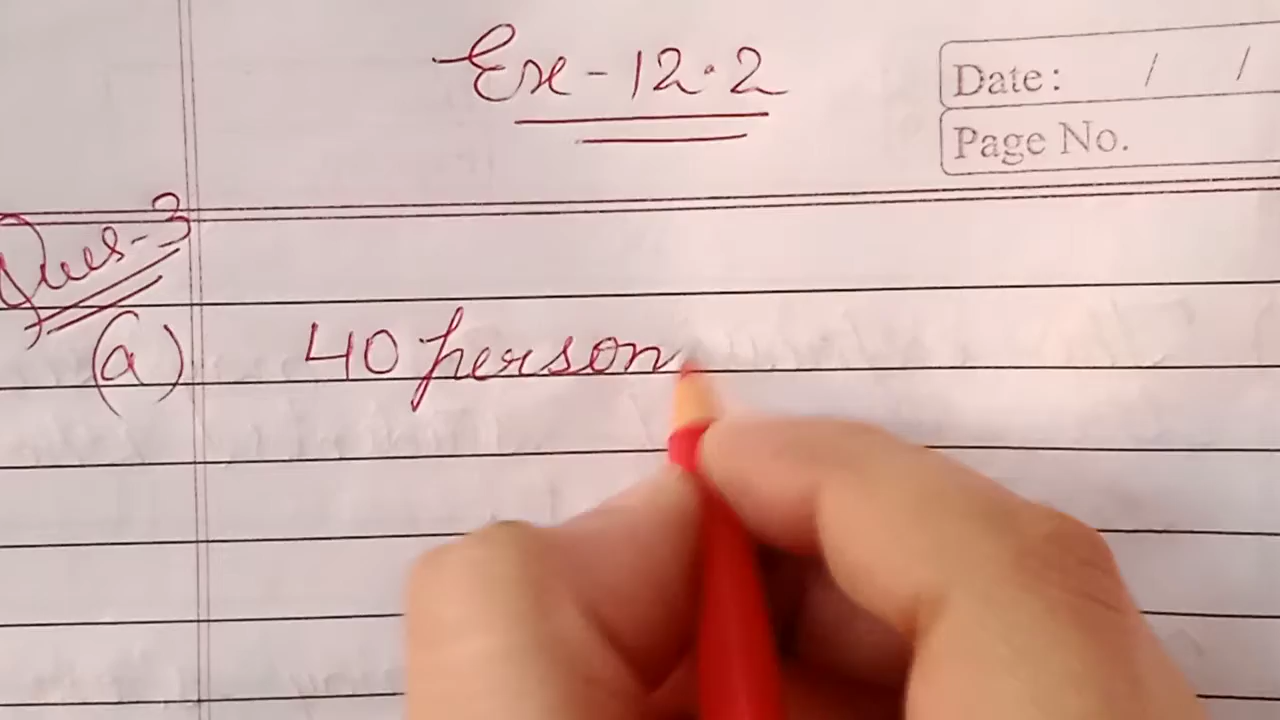 Ex-12.2
Date: / /
Page No.
Ques-3
(a) 40 person